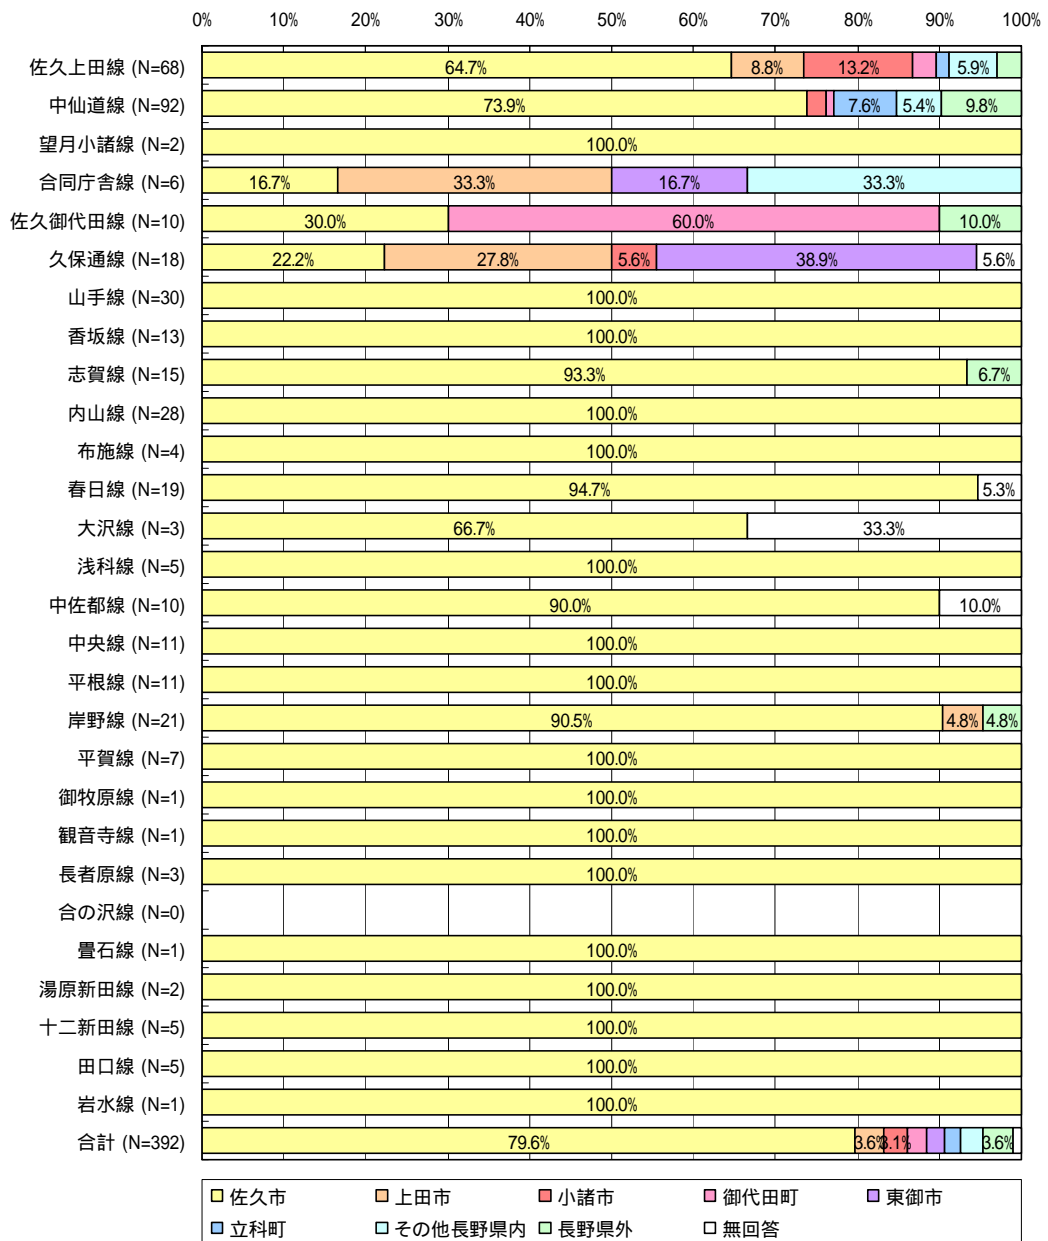 0% 10% 20% 30% 40% 50% 60% 70% 80% 90% 100%
佐久上田線 (N=68) 64.7% 8.8% 13.2% 5.9%
中仙道線 (N=92) 73.9% 7.6% 5.4% 9.8%
望月小諸線 (N=2) 100.0%
合同庁舎線 (N=6) 16.7% 33.3% 16.7% 33.3%
佐久御代田線 (N=10) 30.0% 60.0% 10.0%
久保通線 (N=18) 22.2% 27.8% 5.6% 38.9% 5.6%
山手線 (N=30) 100.0%
香坂線 (N=13) 100.0%
志賀線 (N=15) 93.3% 6.7%
内山線 (N=28) 100.0%
布施線 (N=4) 100.0%
春日線 (N=19) 94.7% 5.3%
大沢線 (N=3) 66.7% 33.3%
浅科線 (N=5) 100.0%
中佐都線 (N=10) 90.0% 10.0%
中央線 (N=11) 100.0%
平根線 (N=11) 100.0%
岸野線 (N=21) 90.5% 4.8% 4.8%
平賀線 (N=7) 100.0%
御牧原線 (N=1) 100.0%
観音寺線 (N=1) 100.0%
長者原線 (N=3) 100.0%
合の沢線 (N=0)
畳石線 (N=1) 100.0%
湯原新田線 (N=2) 100.0%
十二新田線 (N=5) 100.0%
田口線 (N=5) 100.0%
岩水線 (N=1) 100.0%
合計 (N=392) 79.6% 3.6% 3.1% 3.6%
佐久市 上田市 小諸市 御代田町 東御市
立科町 その他長野県内 長野県外 無回答